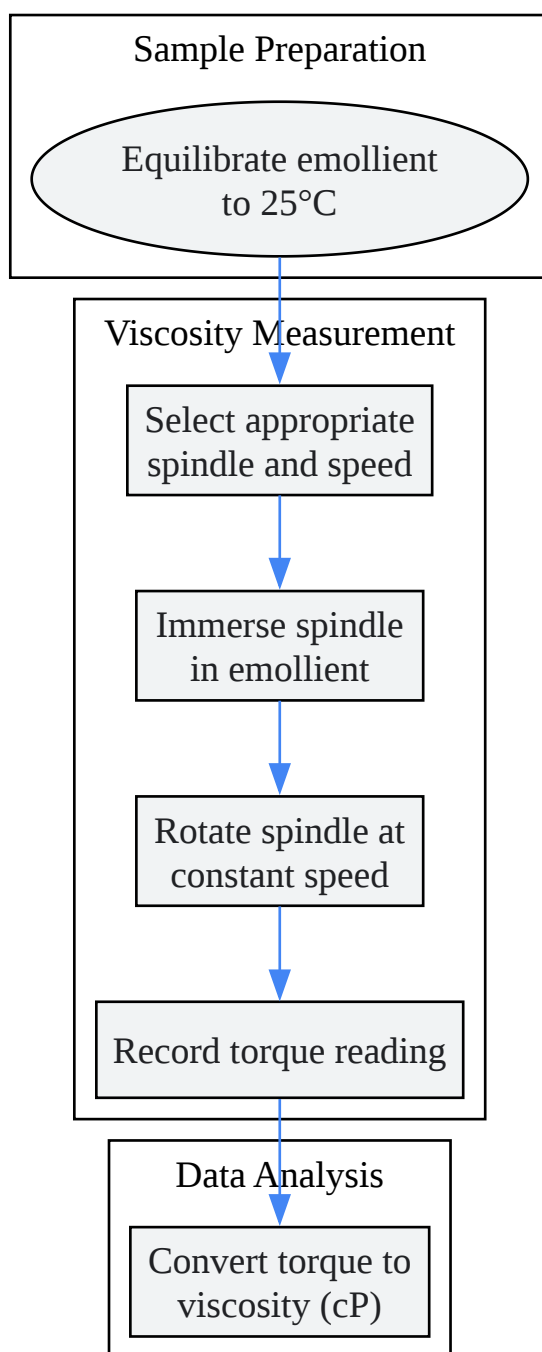 Sample Preparation
Equilibrate emollient
to 25°C
Viscosity Measurement
Select appropriate
spindle and speed
Immerse spindle
in emollient
Rotate spindle at
constant speed
Record torque reading
Data Analysis
Convert torque to
viscosity (cP)